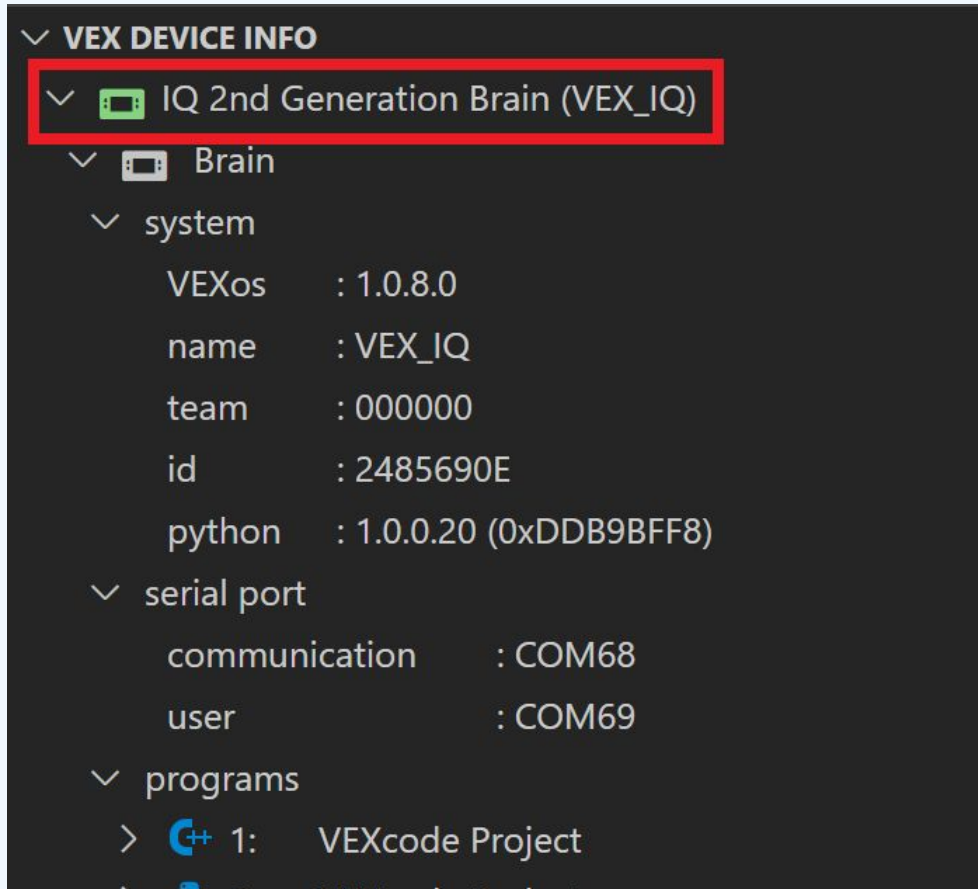 VEX DEVICE INFO
IQ 2nd Generation Brain (VEX_IQ)
Brain
system
VEXos : 1.0.8.0
name : VEX_IQ
team : 000000
id : 2485690E
python : 1.0.0.20 (0xDDB9BFF8)
serial port
communication : COM68
user : COM69
programs
1: VEXcode Project